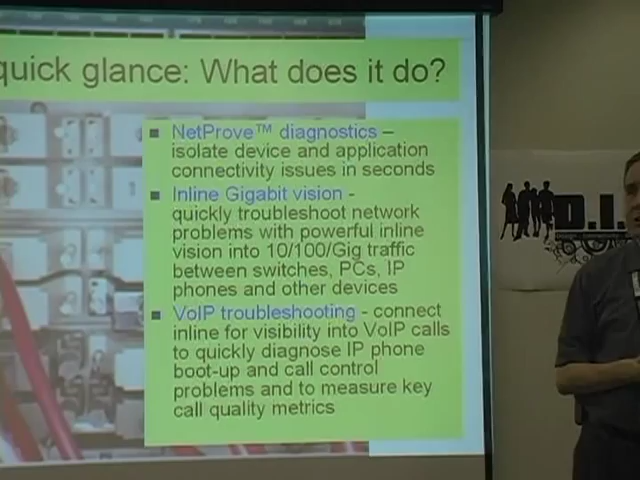 quick glance: What does it do?
NetProve™ diagnostics –
isolate device and application
connectivity issues in seconds
Inline Gigabit vision -
quickly troubleshoot network
problems with powerful inline
vision into 10/100/Gig traffic
between switches, PCs, IP
phones and other devices
VoIP troubleshooting - connect
inline for visibility into VoIP calls
to quickly diagnose IP phone
boot-up and call control
problems and to measure key
call quality metrics
D.I.